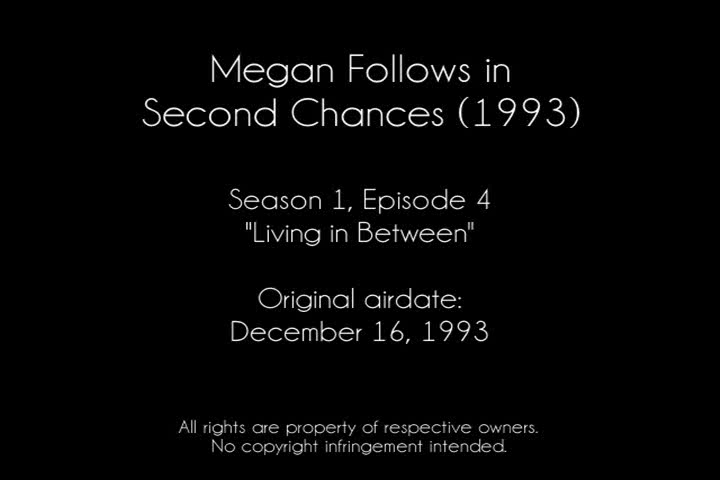 Megan Follows in
Second Chances (1993)
Season 1, Episode 4
"Living in Between"
Original airdate:
December 16, 1993
All rights are property of respective owners.
No copyright infringement intended.